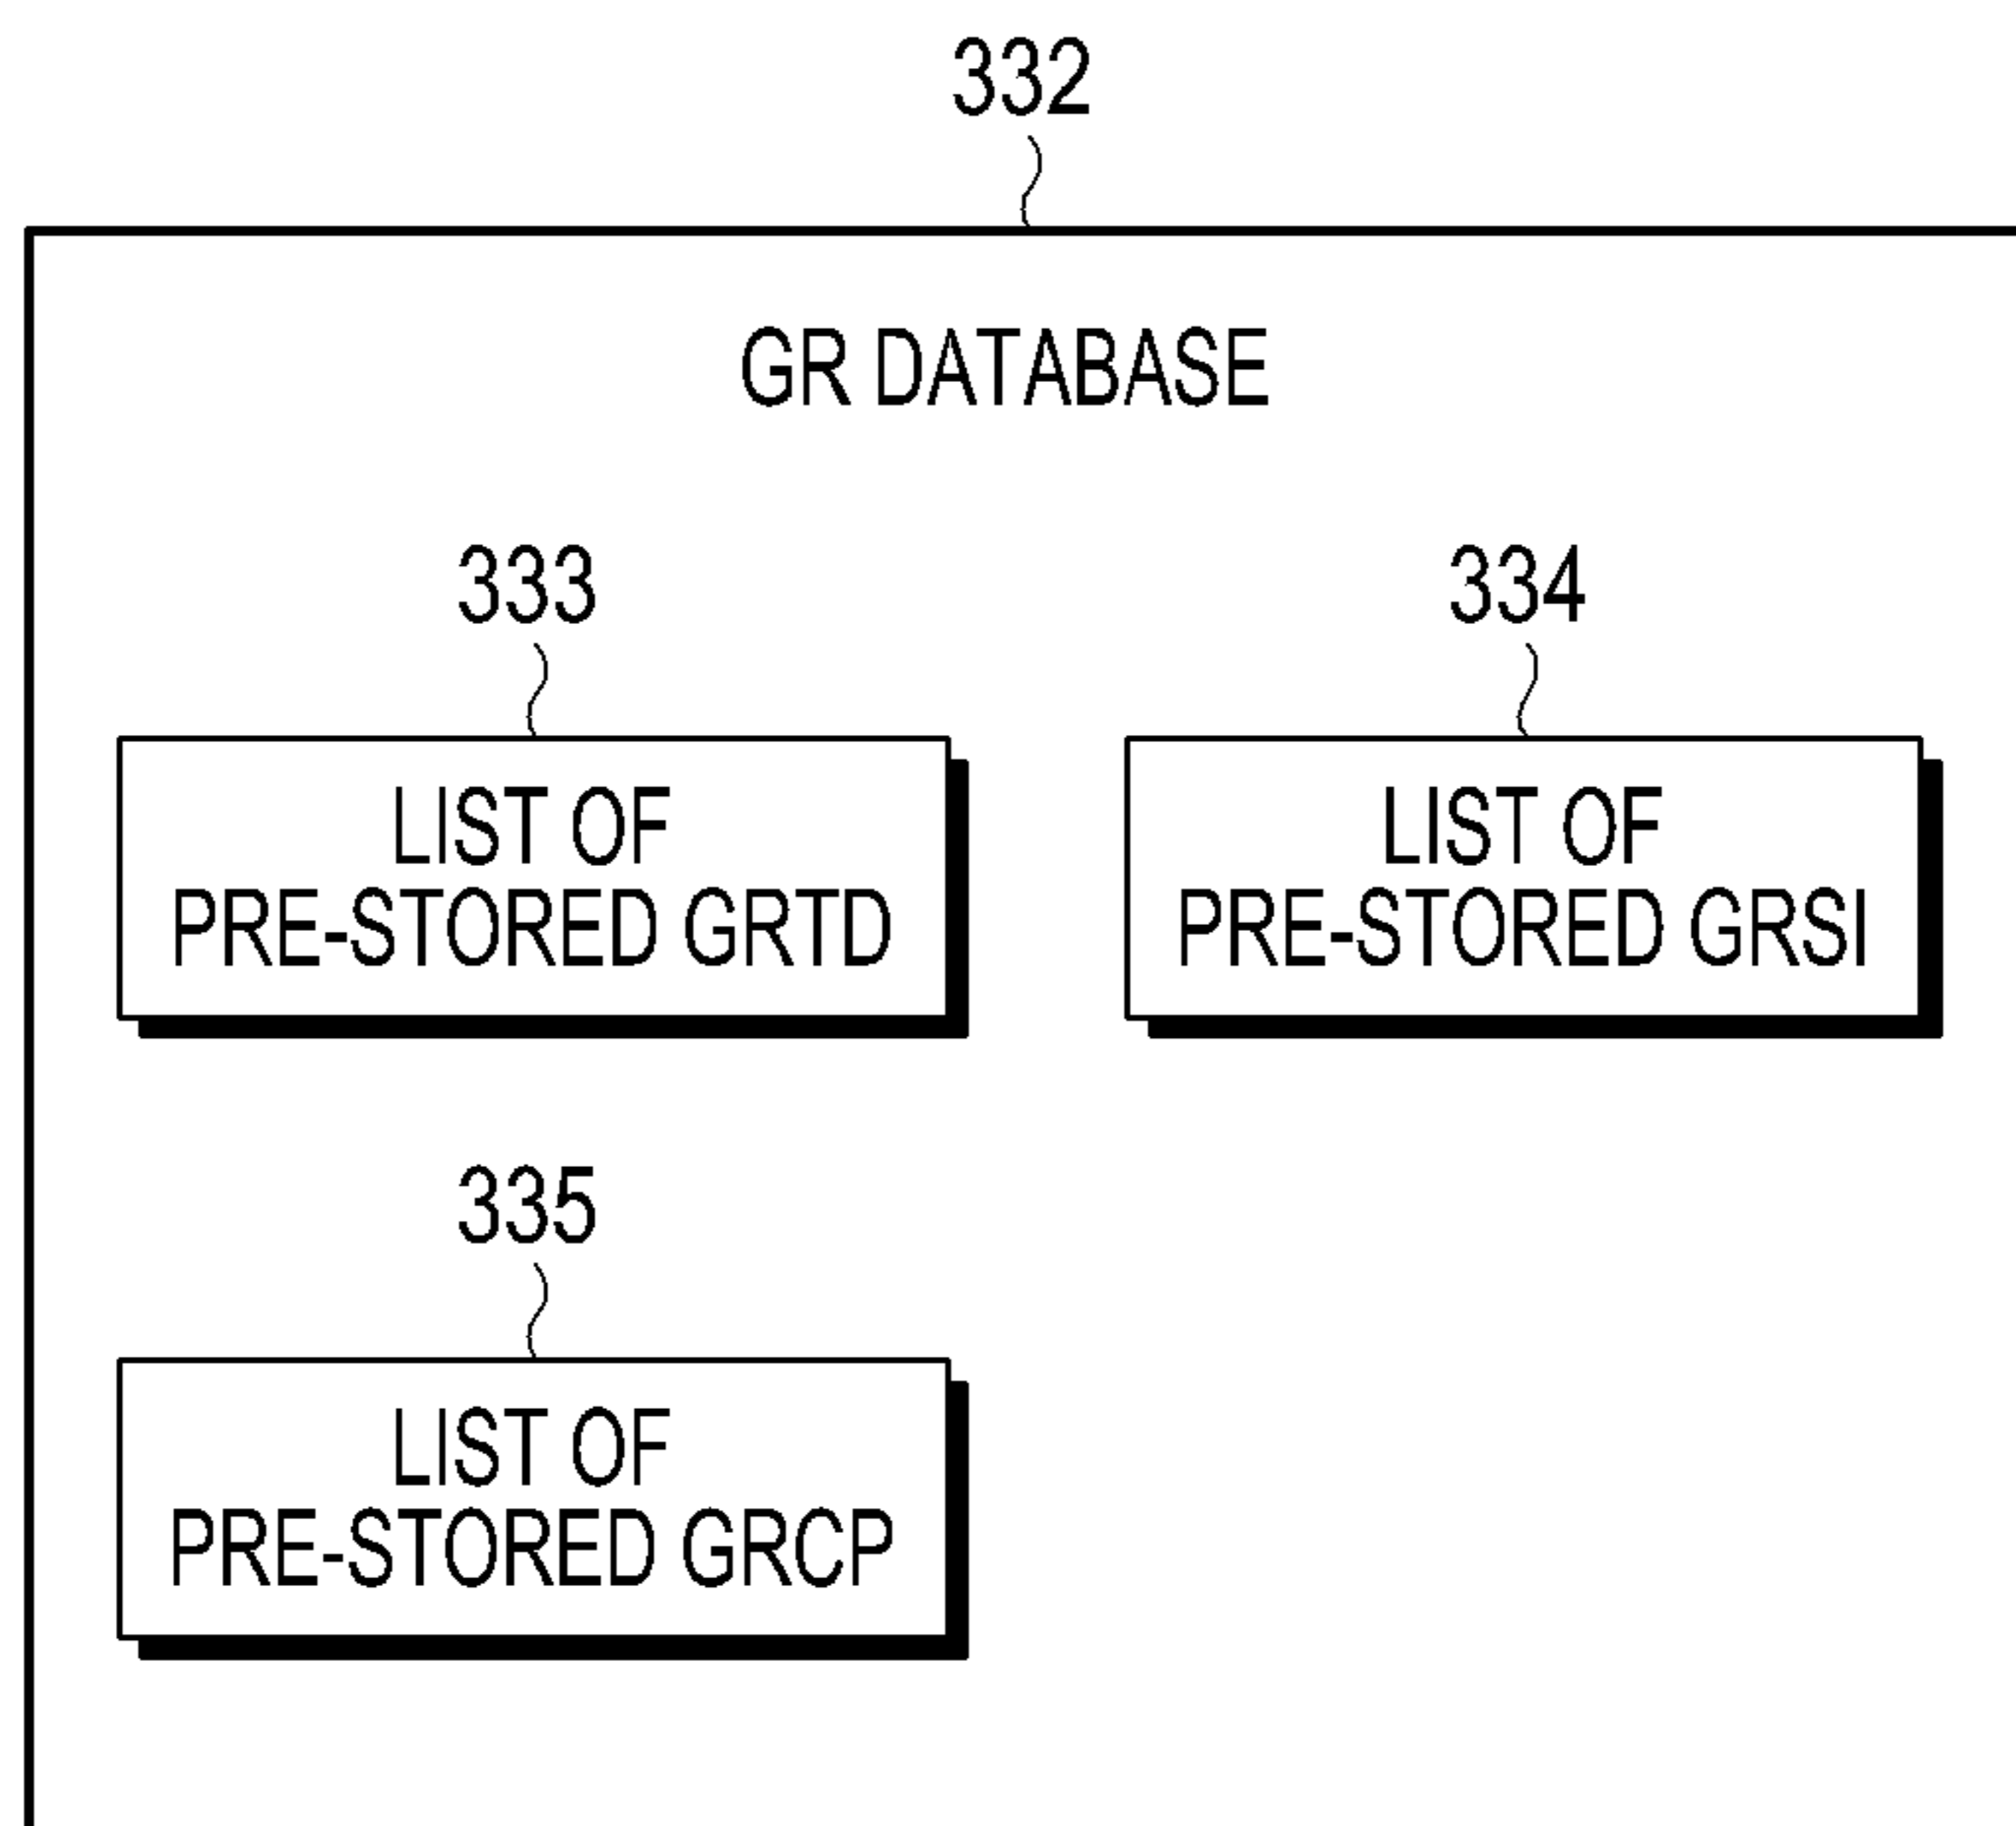 332
GR DATABASE
333
334
LIST OF
PRE-STORED GRTD
LIST OF
PRE-STORED GRSI
335
LIST OF
PRE-STORED GRCP